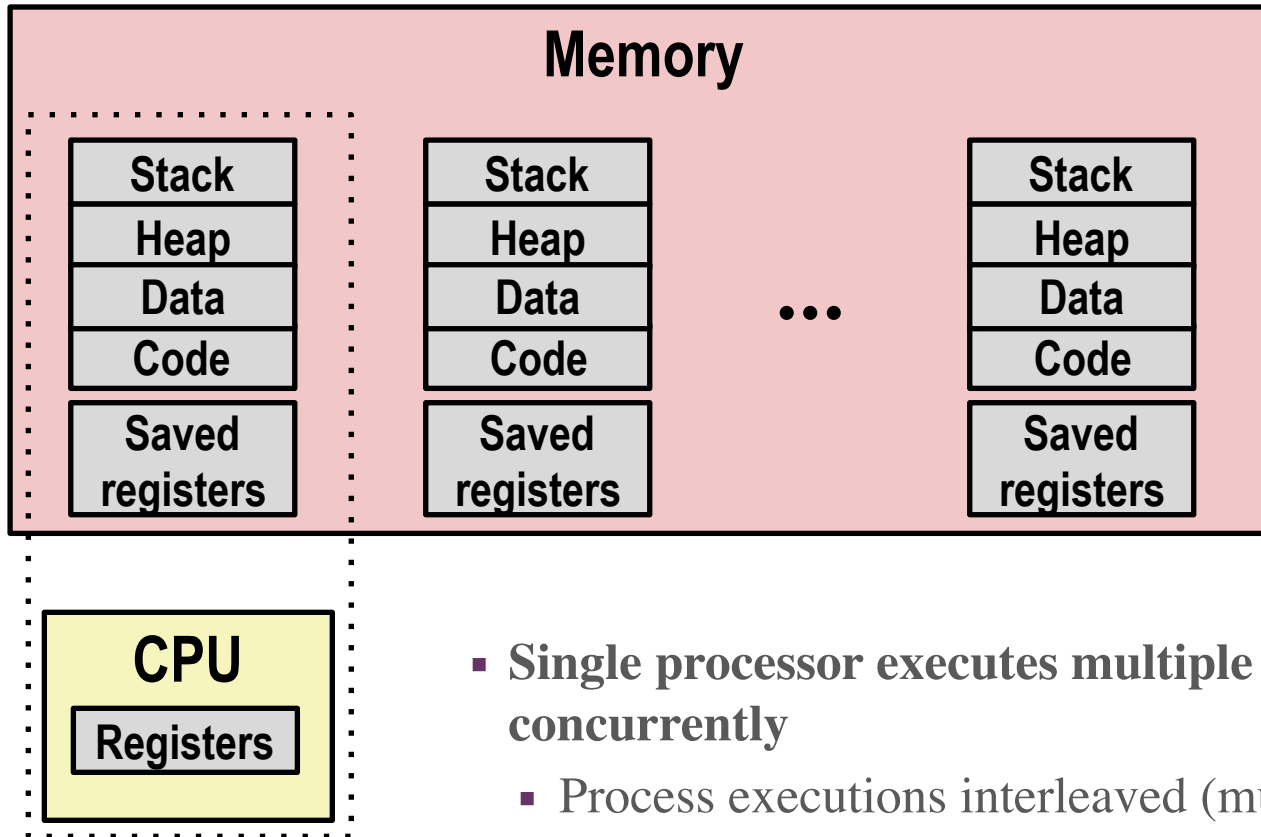 Memory
Stack
Heap
Data
Code
Saved
registers
Stack
Heap
Data
Code
Saved
registers
...
Stack
Heap
Data
Code
Saved
registers
CPU
Registers
▪ Single processor executes multiple
concurrently
▪ Process executions interleaved